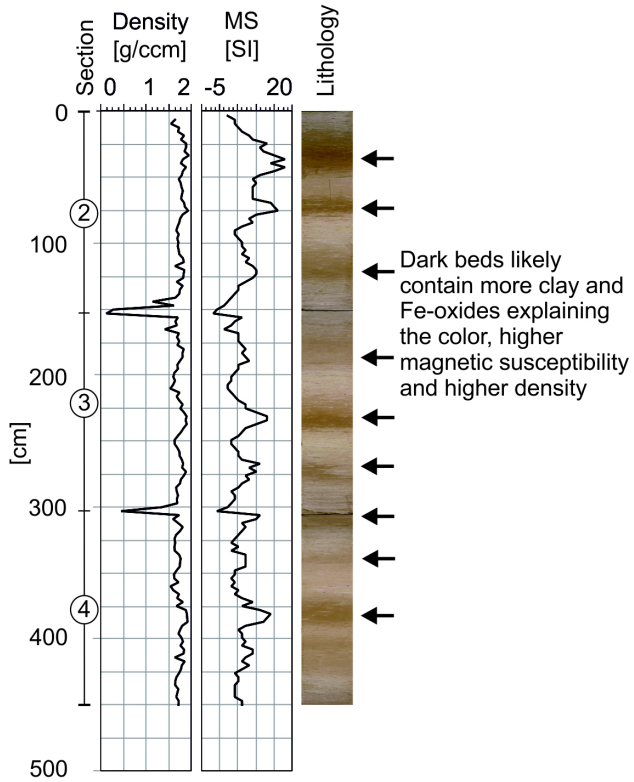 Section
Density
[g/ccm]
0 1 2
MS
[SI]
-5 20
Lithology
0
100
200
300
400
500
[cm]
2
3
4
Dark beds likely
contain more clay and
Fe-oxides explaining
the color, higher
magnetic susceptibility
and higher density